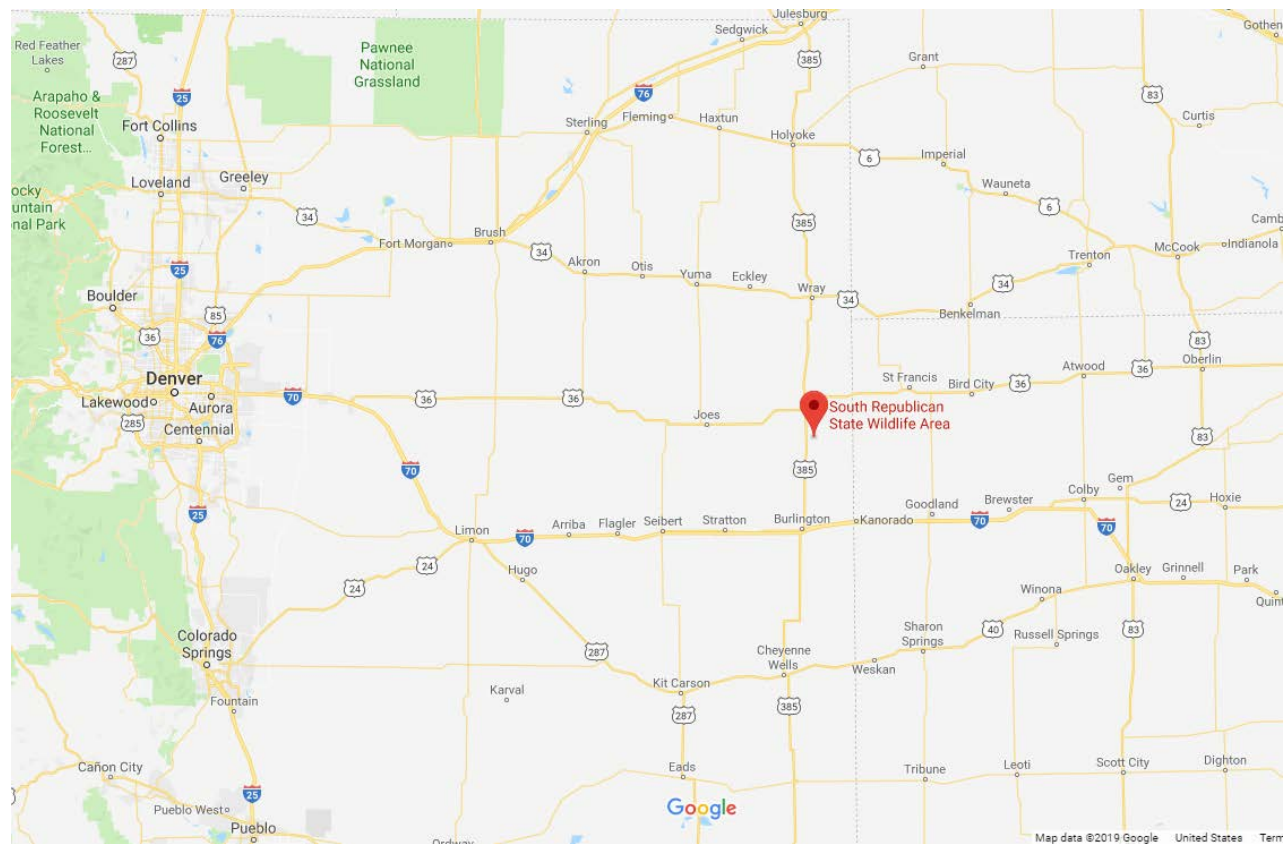 Julesburg
Sedgwick
Gothen
Red Feather
Lakes
287
25
Pawnee
National
Grassland
385
Grant
83
76
Arapaho &
Roosevelt
National
Forest...
Fort Collins
Sterling
Fleming
Haxtun
Holyoke
Curtis
6
Imperial
Loveland
Greeley
Wauneta
ocky
untain
nal Park
34
385
6
Camb
Fort Morgan
Brush
34
McCook
Indianola
25
Akron
Otis
Yuma
Eckley
Trenton
34
Wray
34
Boulder
85
Benkelman
36
76
83
Atwood
Oberlin
Denver
St Francis
36
36
Lakewood
Aurora
70
36
36
Bird City
36
285
Centennial
Joes
South Republican
State Wildlife Area
83
70
385
Gem
25
Goodland
Brewster
Colby
24
Hoxie
Limon
70
Arriba
Flagler
Seibert
Stratton
Burlington
Kanorado
70
70
24
24
Hugo
Oakley
Grinnell
Park
Winona
Quint
Colorado
Springs
287
Sharon
Springs
40
Russell Springs
83
Cheyenne
Wells
Weskan
Kit Carson
Karval
Fountain
287
385
Cañon City
Eads
Tribune
Leoti
Scott City
Dighton
25
Pueblo West
Google
Pueblo
Ordway
Map data ©2019 Google
United States
Term